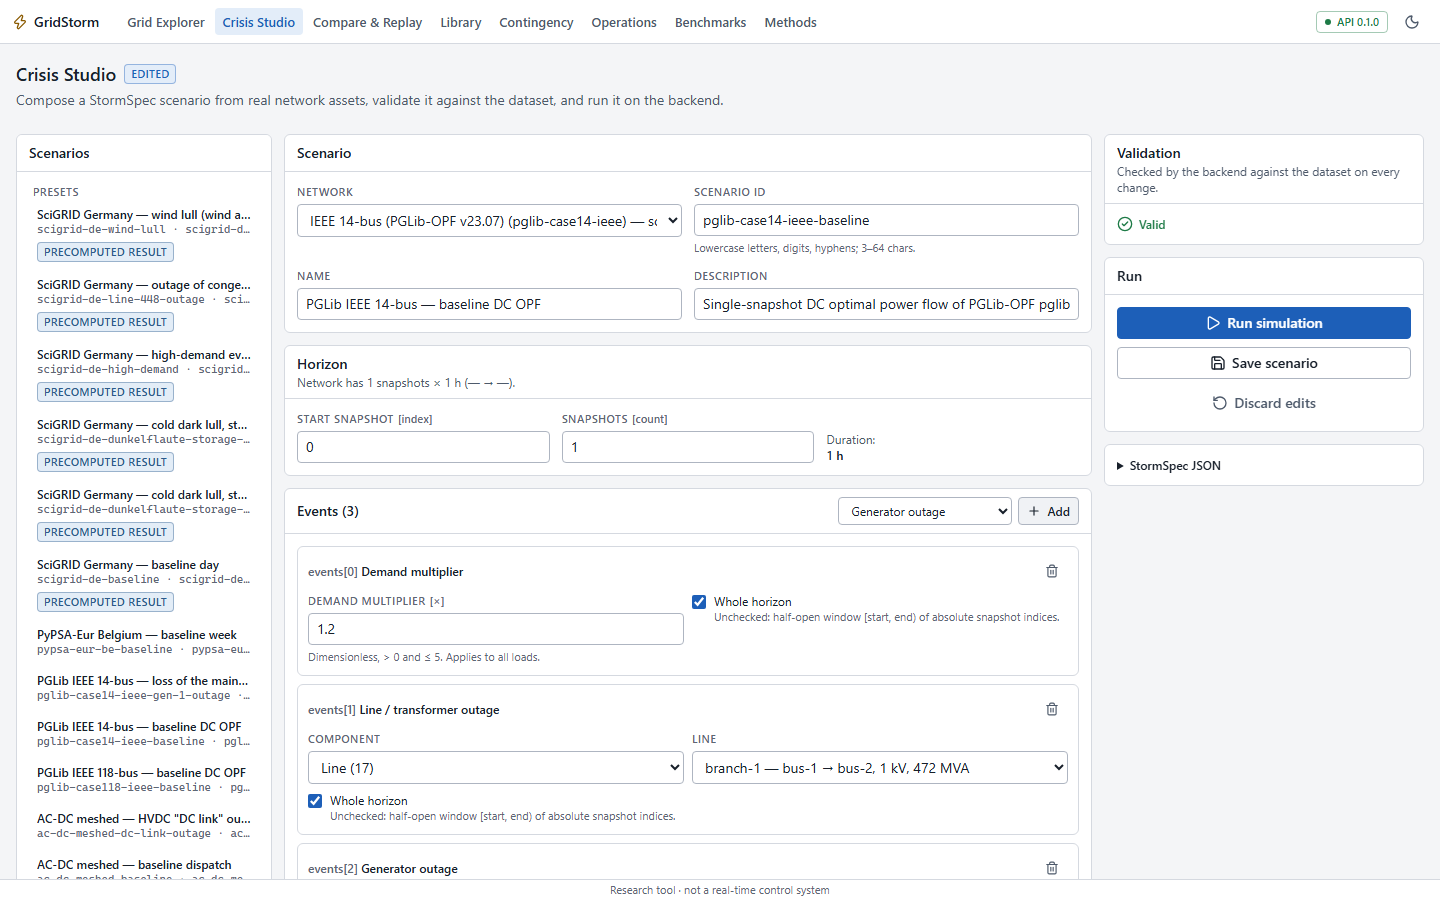 GridStorm
Grid Explorer
Crisis Studio
Compare & Replay
Library
Contingency
Operations
Benchmarks
Methods
API 0.1.0
Crisis Studio
EDITED
Compose a StormSpec scenario from real network assets, validate it against the dataset, and run it on the backend.
Scenarios
PRESETS
SciGRID Germany — wind lull (wind a...
scigrid-de-wind-lull · scigrid-d...
PRECOMPUTED RESULT
SciGRID Germany — outage of conge...
scigrid-de-line-448-outage · sci...
PRECOMPUTED RESULT
SciGRID Germany — high-demand ev...
scigrid-de-high-demand · scigrid...
PRECOMPUTED RESULT
SciGRID Germany — cold dark lull, st...
scigrid-de-dunkelflaute-storage-...
PRECOMPUTED RESULT
SciGRID Germany — cold dark lull, st...
scigrid-de-dunkelflaute-storage-...
PRECOMPUTED RESULT
SciGRID Germany — baseline day
scigrid-de-baseline · scigrid-de...
PRECOMPUTED RESULT
PyPSA-Eur Belgium — baseline week
pypsa-eur-be-baseline · pypsa-eu...
PGLib IEEE 14-bus — loss of the main...
pglib-case14-ieee-gen-1-outage ·...
PGLib IEEE 14-bus — baseline DC OPF
pglib-case14-ieee-baseline · pgl...
PGLib IEEE 118-bus — baseline DC OPF
pglib-case118-ieee-baseline · pg...
AC-DC meshed — HVDC "DC link" ou...
ac-dc-meshed-dc-link-outage · ac...
AC-DC meshed — baseline dispatch
ac-dc-meshed-baseline · ac-dc-me...
Scenario
NETWORK
IEEE 14-bus (PGLib-OPF v23.07) (pglib-case14-ieee) — sc
SCENARIO ID
pglib-case14-ieee-baseline
Lowercase letters, digits, hyphens; 3–64 chars.
NAME
PGLib IEEE 14-bus — baseline DC OPF
DESCRIPTION
Single-snapshot DC optimal power flow of PGLib-OPF pglib
Horizon
Network has 1 snapshots × 1 h (— → —).
START SNAPSHOT [index]
0
SNAPSHOTS [count]
1
Duration:
1 h
Events (3)
Generator outage
Add
events[0] Demand multiplier
DEMAND MULTIPLIER [×]
1.2
Dimensionless, > 0 and ≤ 5. Applies to all loads.
Whole horizon
Unchecked: half-open window [start, end) of absolute snapshot indices.
events[1] Line / transformer outage
COMPONENT
Line (17)
LINE
branch-1 — bus-1 → bus-2, 1 kV, 472 MVA
Whole horizon
Unchecked: half-open window [start, end) of absolute snapshot indices.
events[2] Generator outage
Validation
Checked by the backend against the dataset on every
change.
Valid
Run
Run simulation
Save scenario
Discard edits
StormSpec JSON
Research tool · not a real-time control system